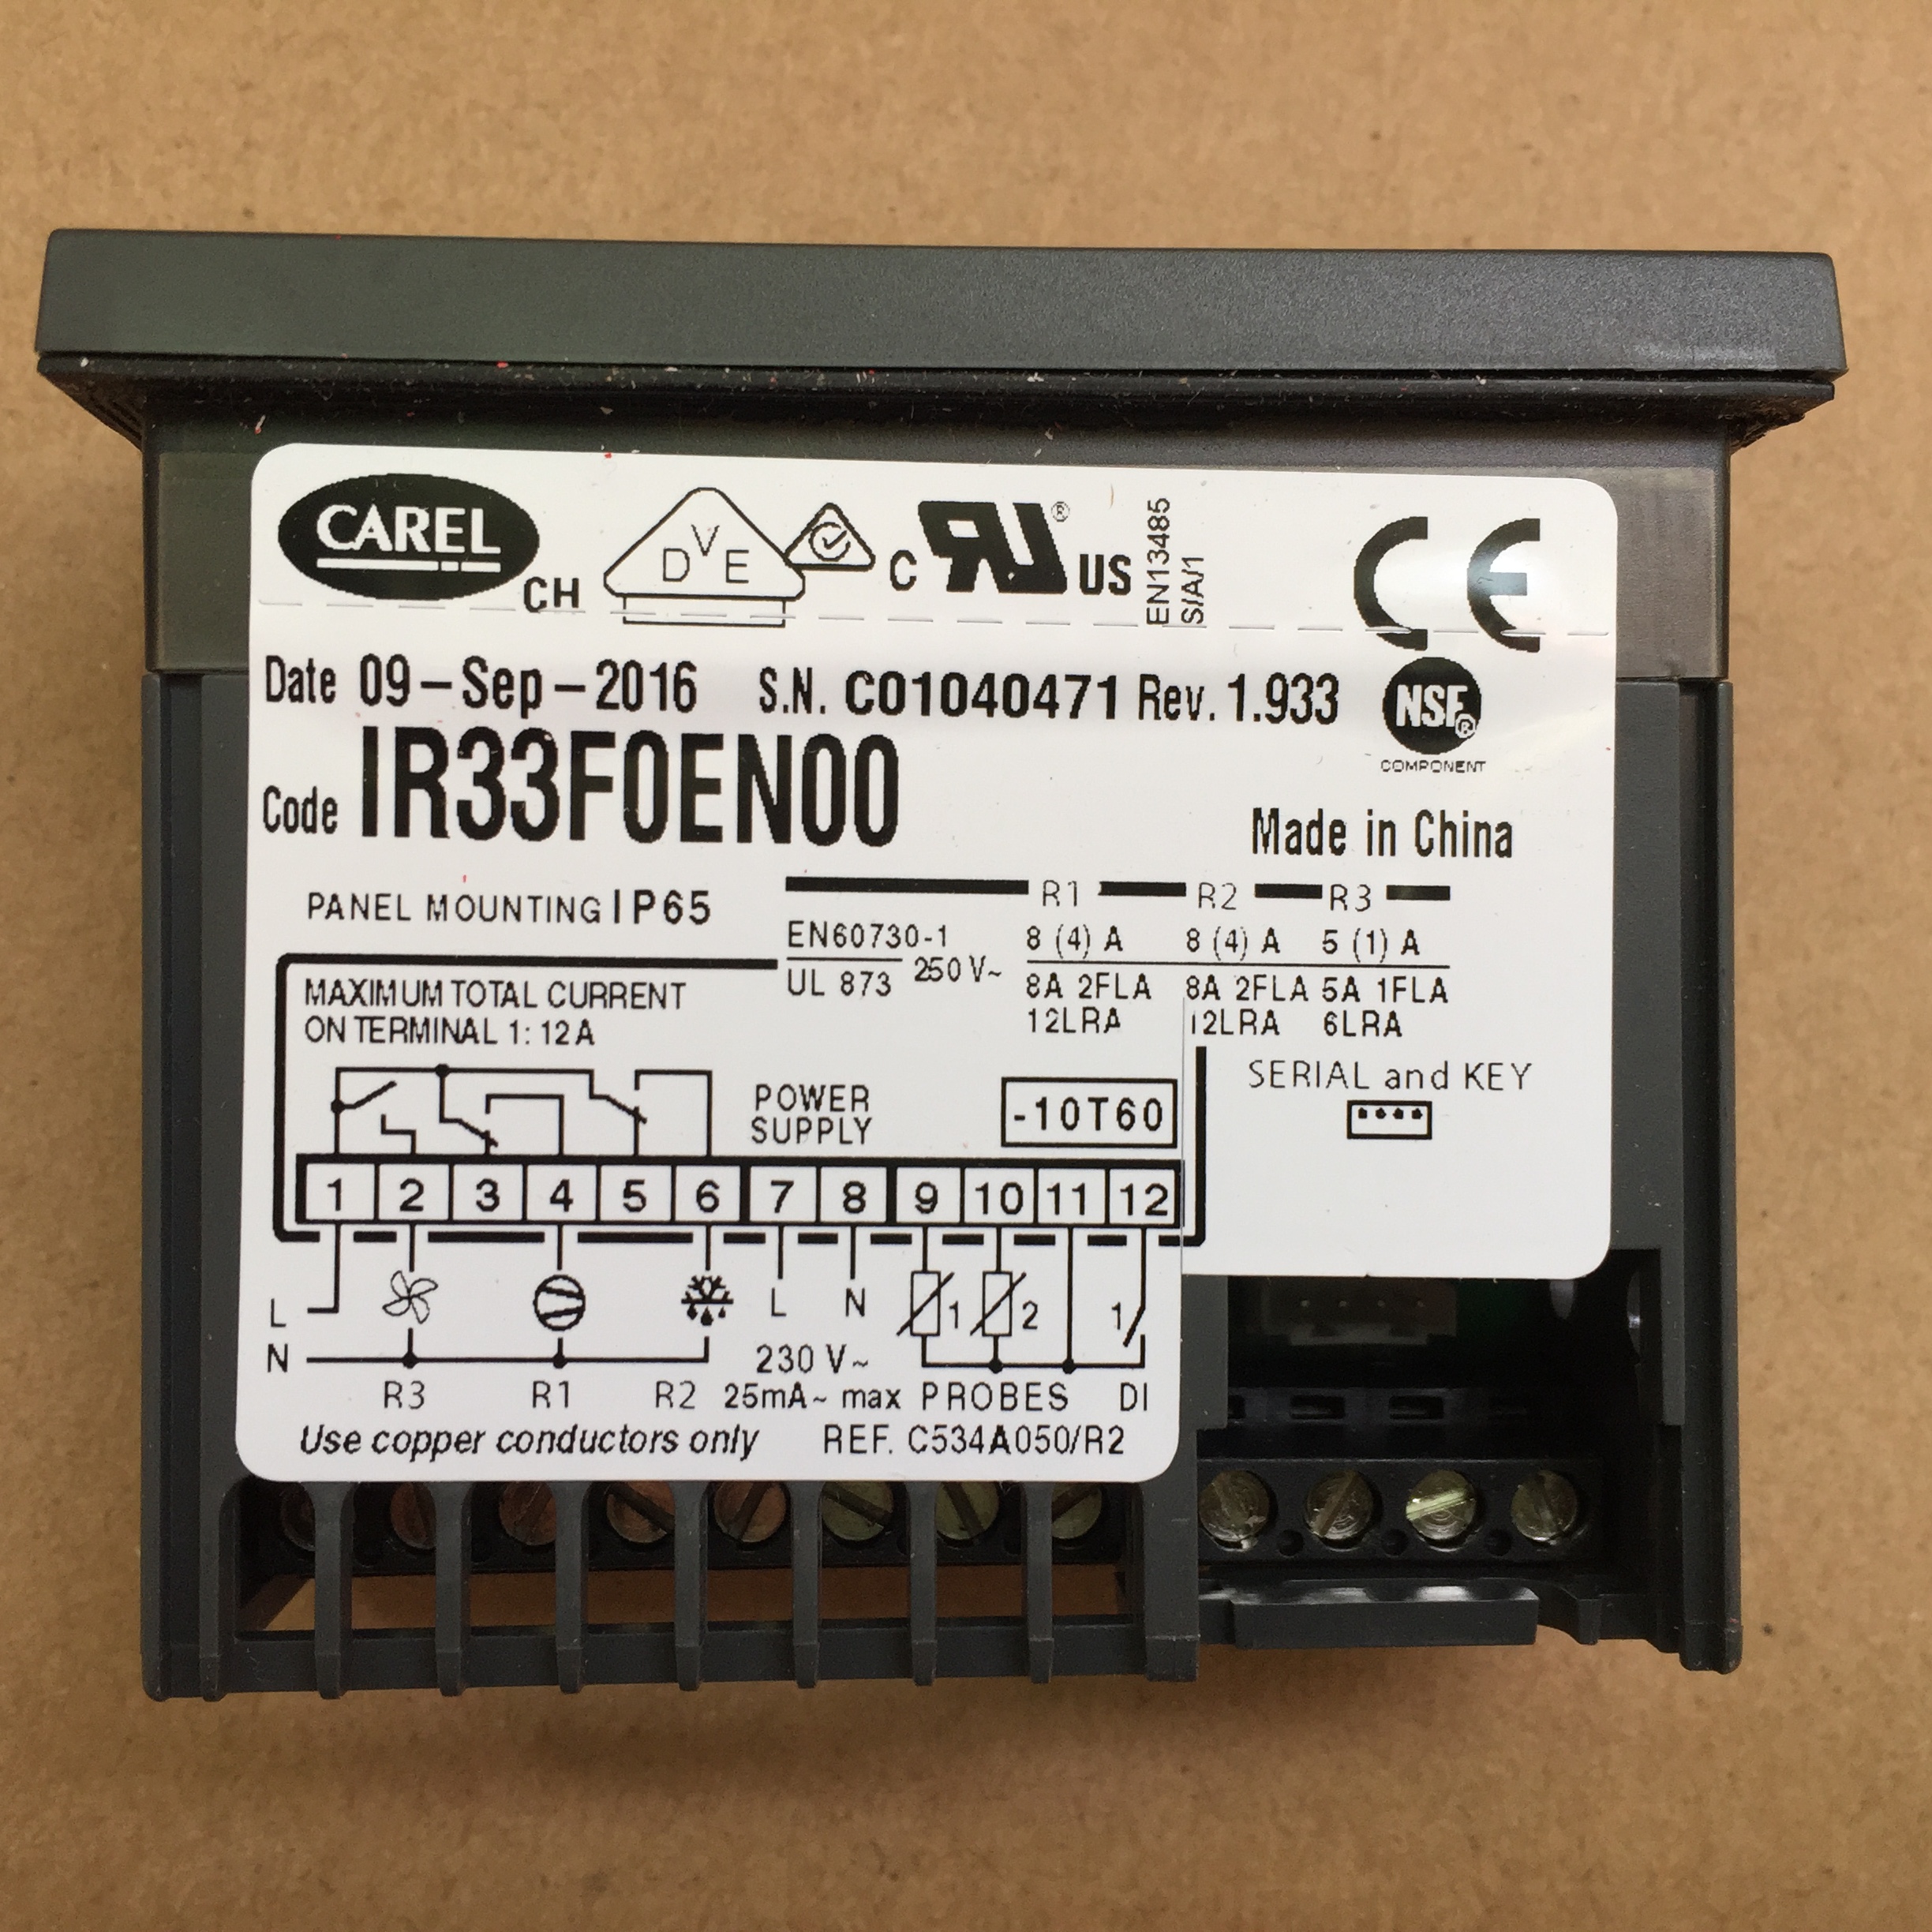 CAREL
CH
D V E
C RU ® US
EN13485
S/A/1
CE
Date 09-Sep-2016 S.N. C01040471 Rev. 1.933
NSF®
COMPONENT
Code IR33F0EN00
Made in China
PANEL MOUNTING IP65
R1 R2 R3
EN60730-1 8 (4) A 8 (4) A 5 (1) A
UL 873 250 V~ 8A 2FLA 8A 2FLA 5A 1FLA
12LRA 12LRA 6LRA
MAXIMUM TOTAL CURRENT
ON TERMINAL 1: 12A
SERIAL and KEY
POWER
SUPPLY
-10T60
1 2 3 4 5 6 7 8 9 10 11 12
L L N 1 2 1
N 230 V~
R3 R1 R2 25mA~ max PROBES DI
Use copper conductors only REF. C534A050/R2